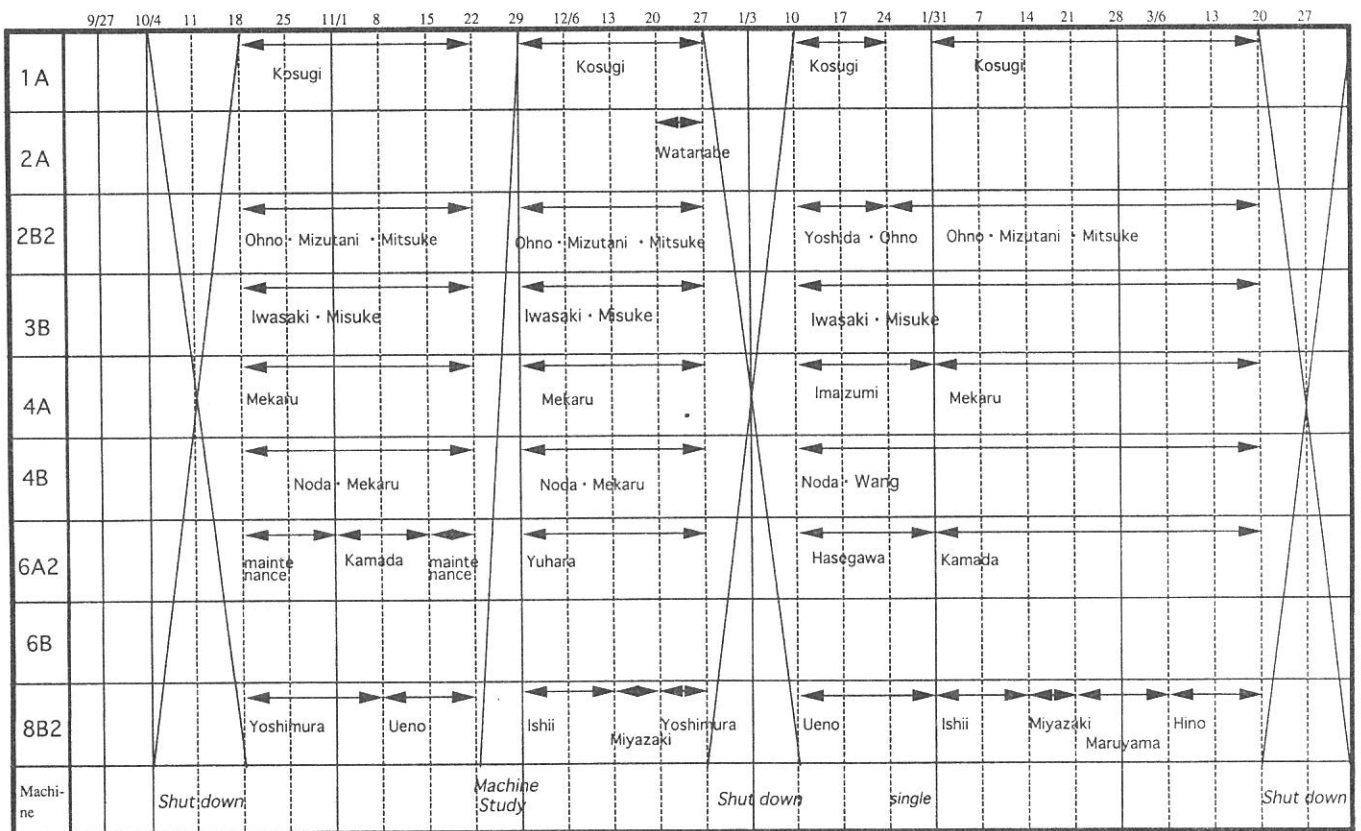 9/27 10/4 11 18 25 11/1 8 15 22 29 12/6 13 20 27 1/3 10 17 24 1/31 7 14 21 28 3/6 13 20 27
1A Kosugi Kosugi Kosugi Kosugi
2A Watanabe
2B2 Ohno・Mizutani・Mitsuke Ohno・Mizutani・Mitsuke Yoshida・Ohno Ohno・Mizutani・Mitsuke
3B Iwasaki・Misuke Iwasaki・Misuke Iwasaki・Misuke
4A Mekaru Mekaru Imaizumi Mekaru
4B Noda・Mekaru Noda・Mekaru Noda・Wang
6A2 mainte Kamada mainte Yuhara Hasegawa Kamada
nance nance
6B
8B2 Yoshimura Ueno Ishii Yoshimura Ueno Ishii Miyazaki Hino
Miyazaki Maruyama
Machi- Shut down Machine Shut down single Shut down
ne Study